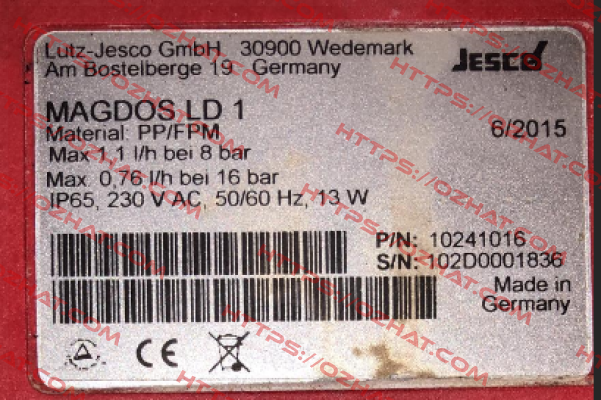 Lutz-Jesco GmbH, 30900 Wedemark
Am Bostelberge 19 Germany
JESCO
MAGDOS LD 1
6/2015
Material: PP/FPM
Max 1,1 l/h bei 8 bar
Max. 0,76 l/h bei 16 bar
IP65, 230 V AC, 50/60 Hz, 13 W
P/N: 10241016
S/N: 102D0001836
Made in
Germany
CE
HTTPS://OZHAT.COM